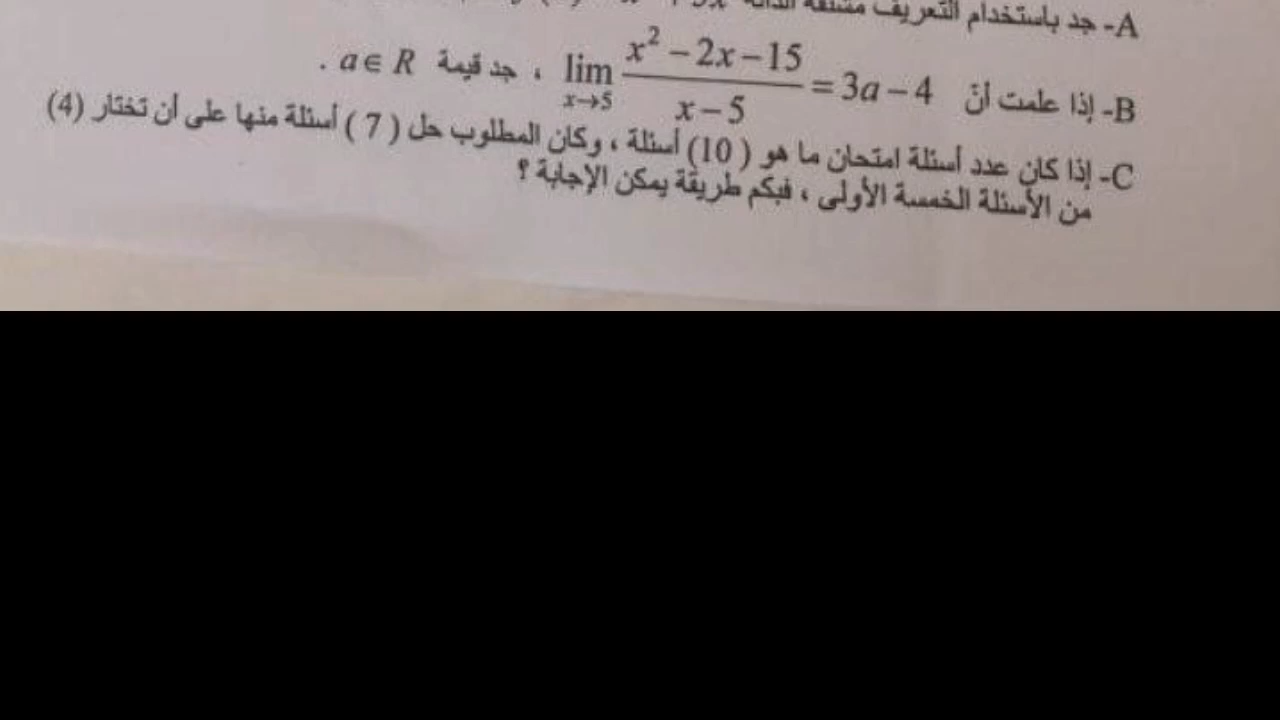 A- جد باستخدام التعريف مشتقة الدالة
B- إذا علمت أنّ lim x→5 (x² − 2x − 15)/(x − 5) = 3a − 4 ، جد قيمة a ∈ R .
C- إذا كان عدد أسئلة امتحان ما هو ( 10) أسئلة ، وكان المطلوب حل ( 7 ) أسئلة منها على أن تختار (4)
من الأسئلة الخمسة الأولى ، فبكم طريقة يمكن الإجابة ؟